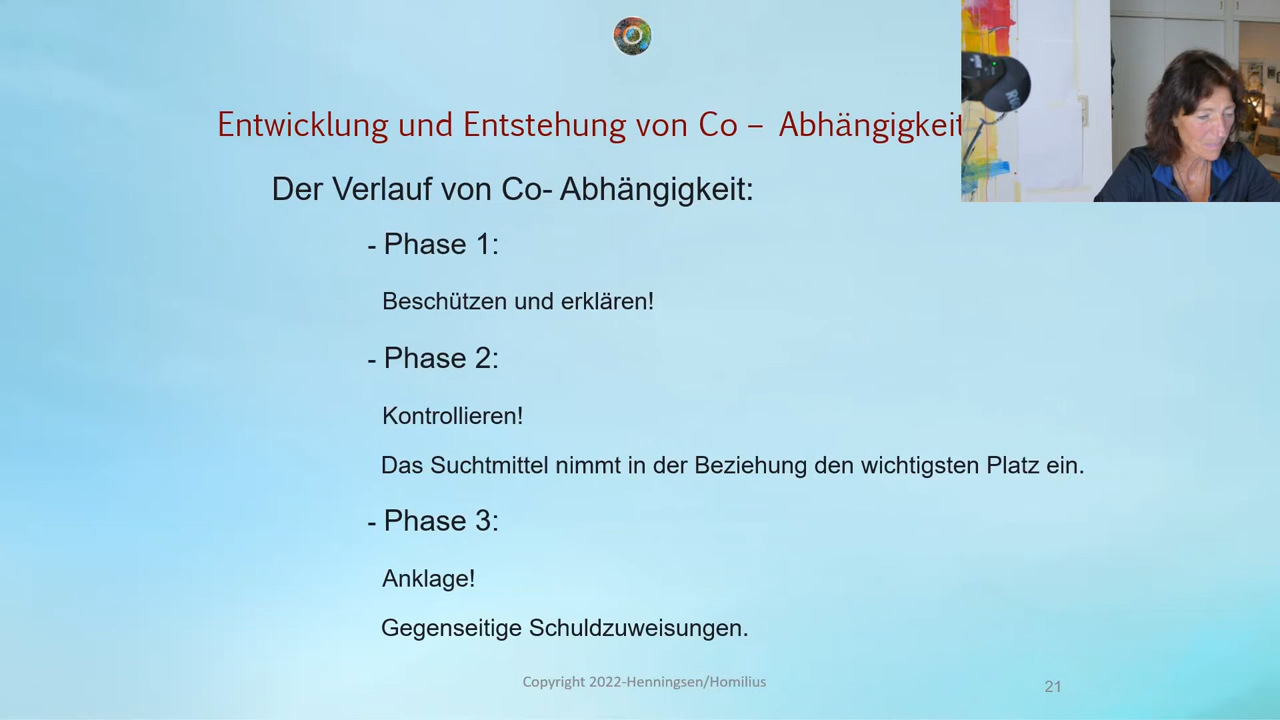 Entwicklung und Entstehung von Co – Abhängigkeit
Der Verlauf von Co- Abhängigkeit:
- Phase 1:
Beschützen und erklären!
- Phase 2:
Kontrollieren!
Das Suchtmittel nimmt in der Beziehung den wichtigsten Platz ein.
- Phase 3:
Anklage!
Gegenseitige Schuldzuweisungen.
Copyright 2022-Henningsen/Homilius
21